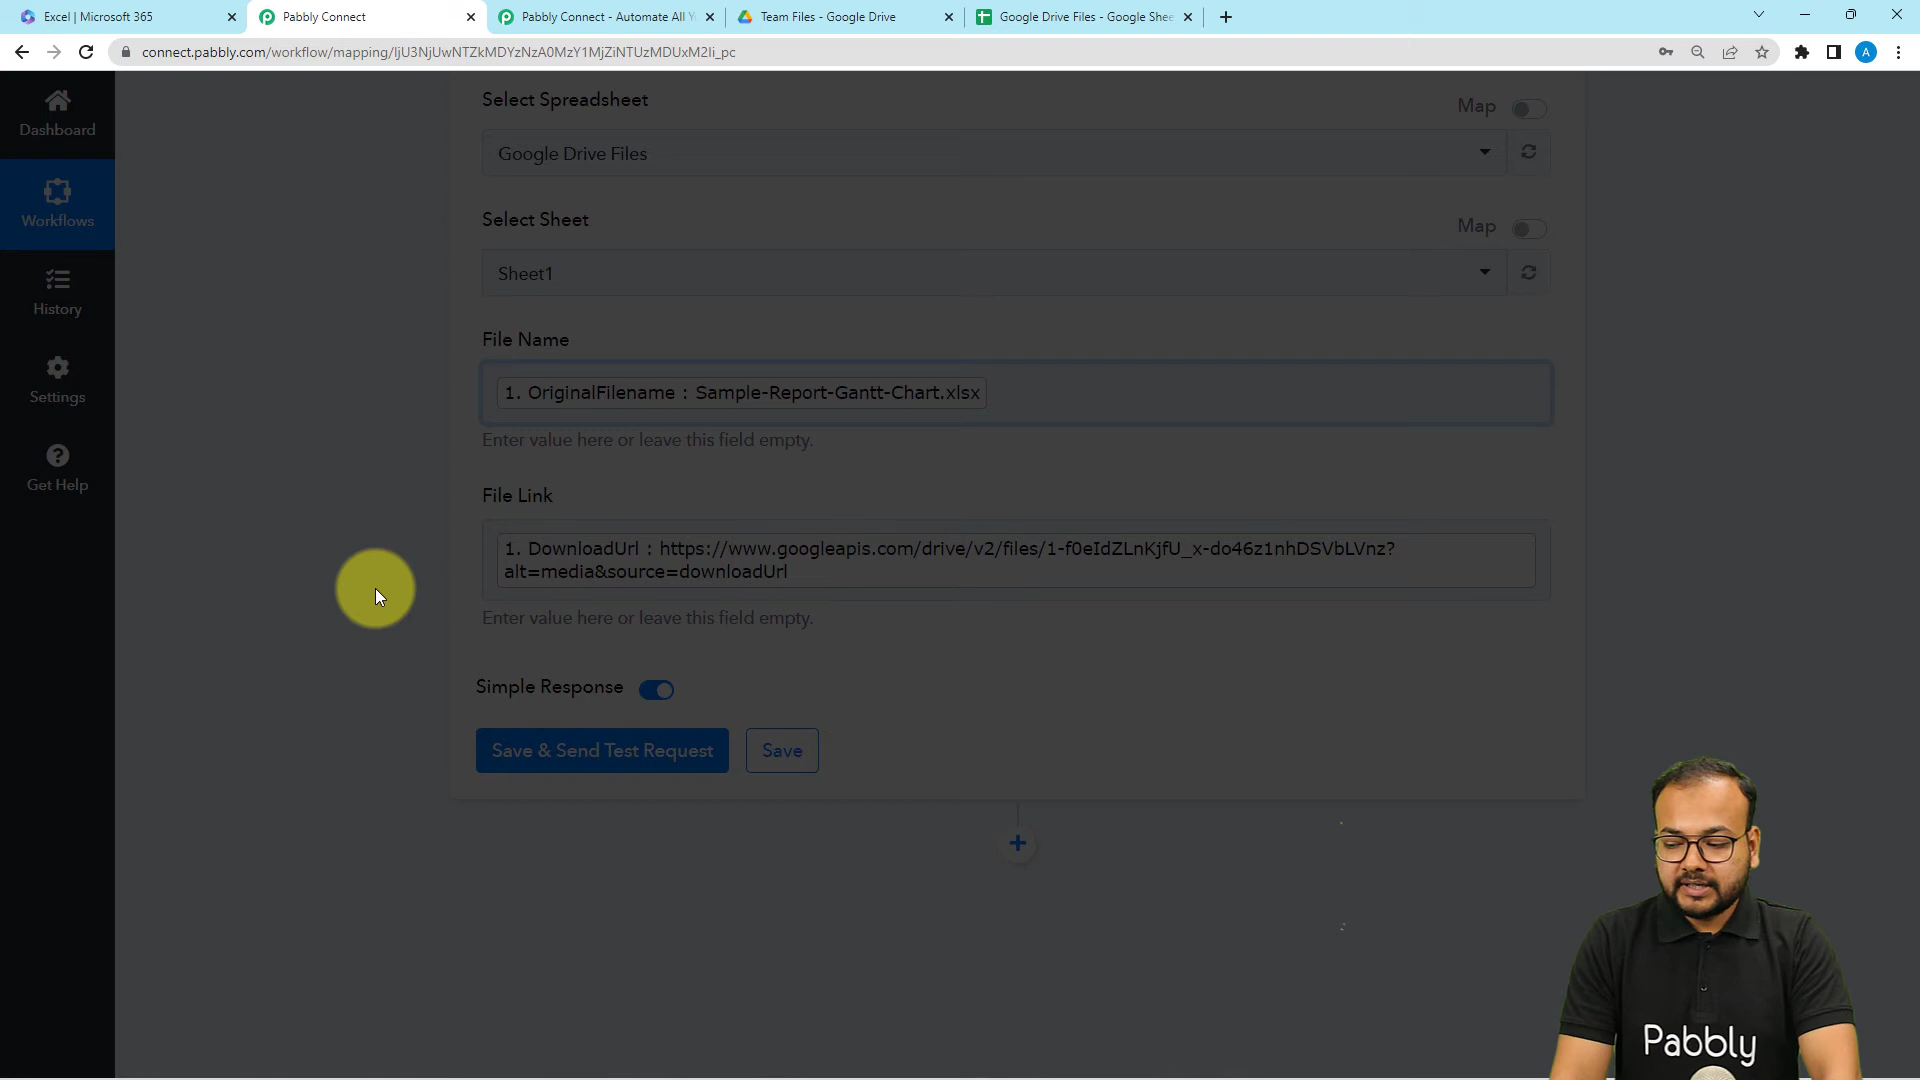 Excel | Microsoft 365
Pabbly Connect
Pabbly Connect - Automate All Y
Team Files - Google Drive
Google Drive Files - Google Shee
connect.pabbly.com/workflow/mapping/IjU3NjUwNTZkMDYzNzA0MzY1MjZiNTUzMDUxM2Ii_pc
A
Dashboard
Workflows
History
Settings
Get Help
Select Spreadsheet
Map
Google Drive Files
Select Sheet
Map
Sheet1
File Name
1. OriginalFilename : Sample-Report-Gantt-Chart.xlsx
Enter value here or leave this field empty.
File Link
1. DownloadUrl : https://www.googleapis.com/drive/v2/files/1-f0eIdZLnKjfU_x-do46z1nhDSVbLVnz?
alt=media&source=downloadUrl
Enter value here or leave this field empty.
Simple Response
Save & Send Test Request
Save
Pabbly